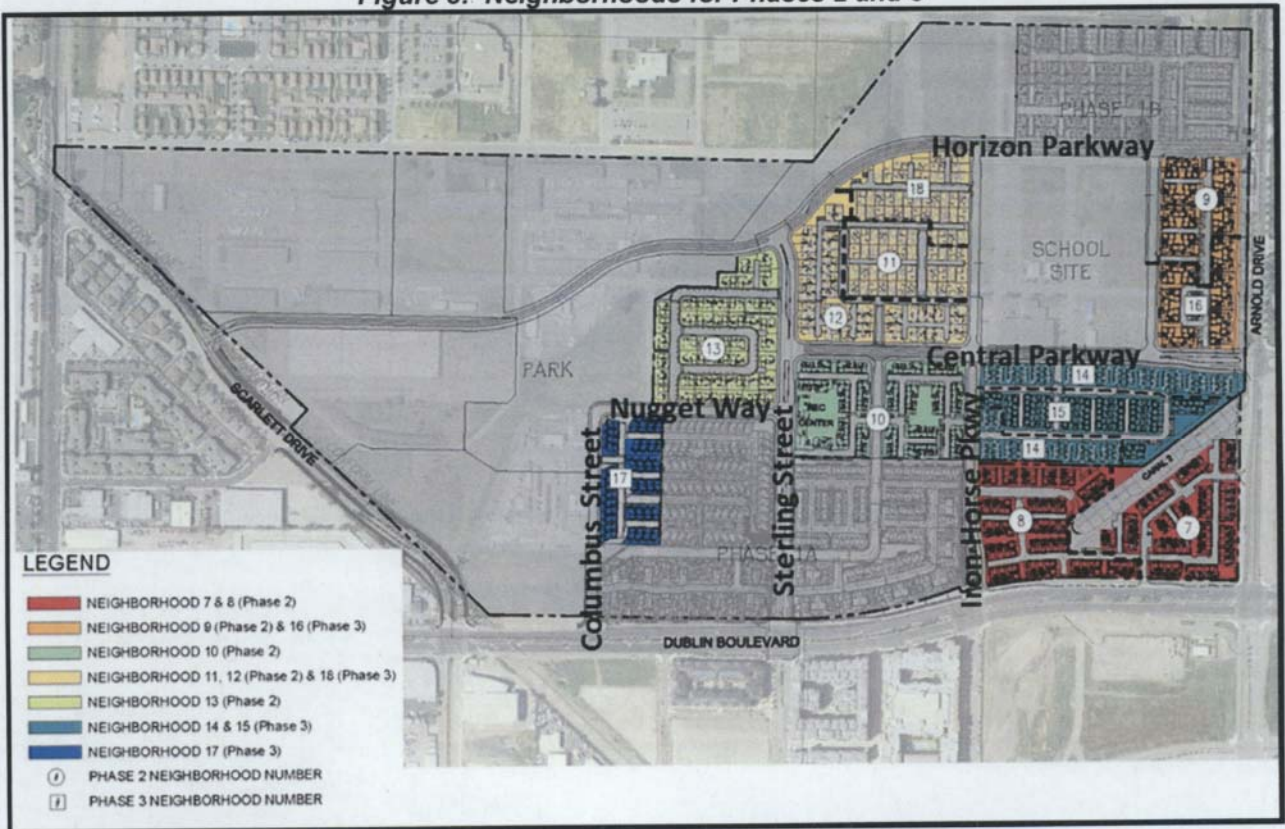 Figure 3: Neighborhoods for Phases 2 and 3
PHASE 1B
Horizon Parkway
18
9
11
SCHOOL
SITE
ARNOLD DRIVE
16
12
13
Central Parkway
14
PARK
Nugget Way
15
REC
CENTER
10
SCARLETT DRIVE
14
17
CANAL 2
Columbus Street
Sterling Street
Iron Horse Pkwy
8
7
PHASE 1A
DUBLIN BOULEVARD
LEGEND
NEIGHBORHOOD 7 & 8 (Phase 2)
NEIGHBORHOOD 9 (Phase 2) & 16 (Phase 3)
NEIGHBORHOOD 10 (Phase 2)
NEIGHBORHOOD 11, 12 (Phase 2) & 18 (Phase 3)
NEIGHBORHOOD 13 (Phase 2)
NEIGHBORHOOD 14 & 15 (Phase 3)
NEIGHBORHOOD 17 (Phase 3)
# PHASE 2 NEIGHBORHOOD NUMBER
# PHASE 3 NEIGHBORHOOD NUMBER